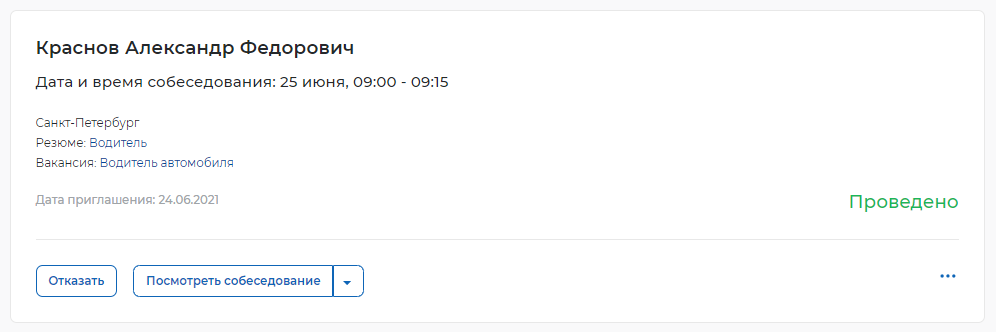 Краснов Александр Федорович
Дата и время собеседования: 25 июня, 09:00 - 09:15
Санкт-Петербург
Резюме: Водитель
Вакансия: Водитель автомобиля
Дата приглашения: 24.06.2021
Проведено
Отказать
Посмотреть собеседование